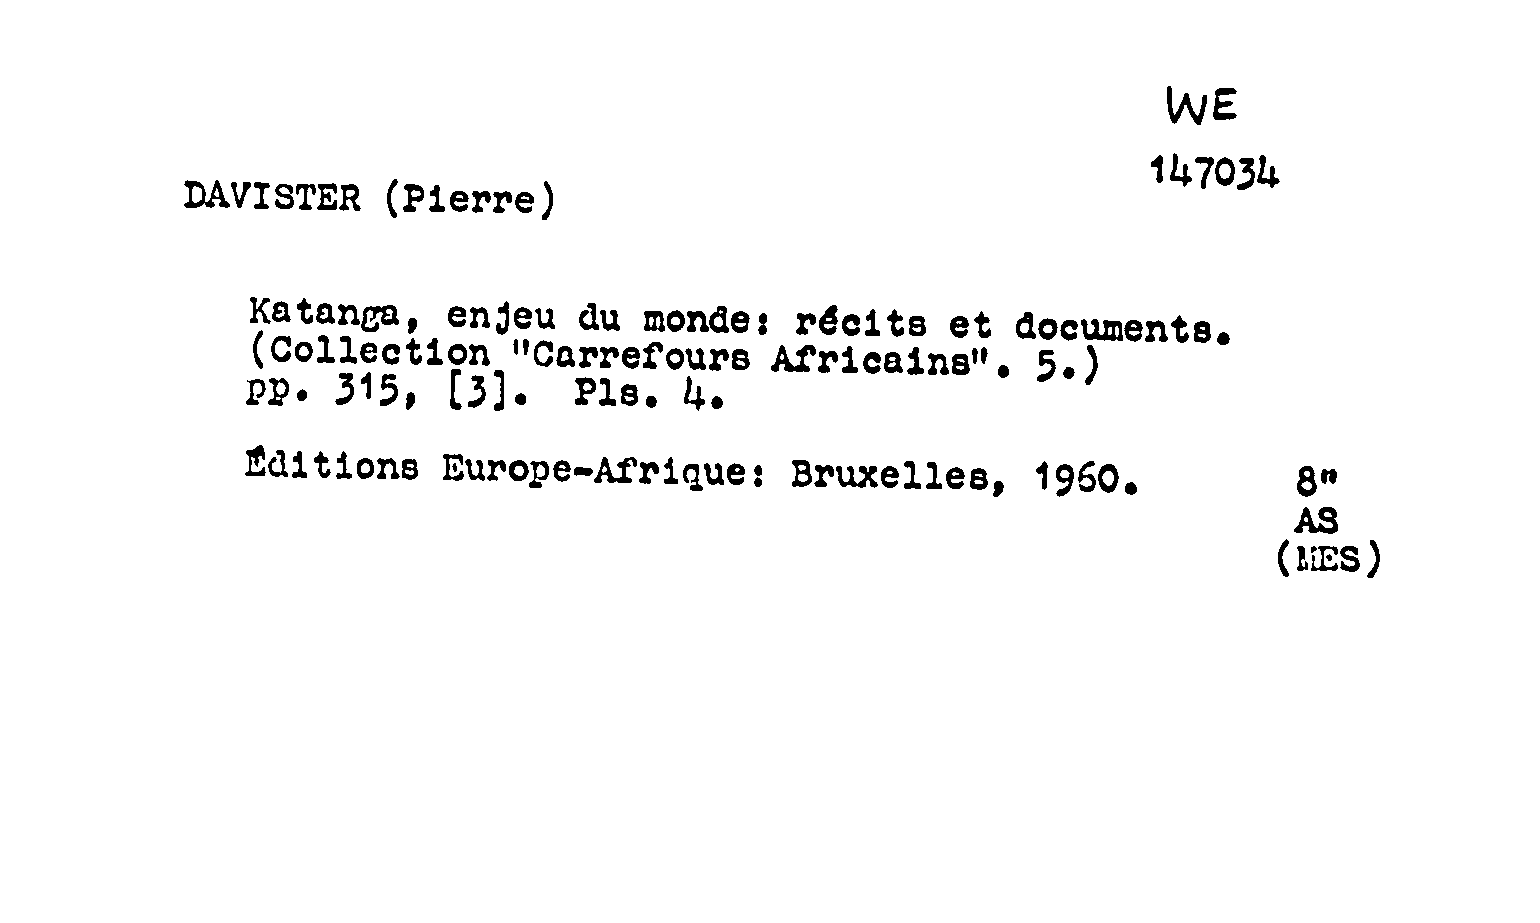 WE
147034
DAVISTER (Pierre)
Katanga, enjeu du monde: récits et documents.
(Collection "Carrefours Africains". 5.)
pp. 315, [3]. Pls. 4.
Éditions Europe-Afrique: Bruxelles, 1960.
8"
AS
(MES)